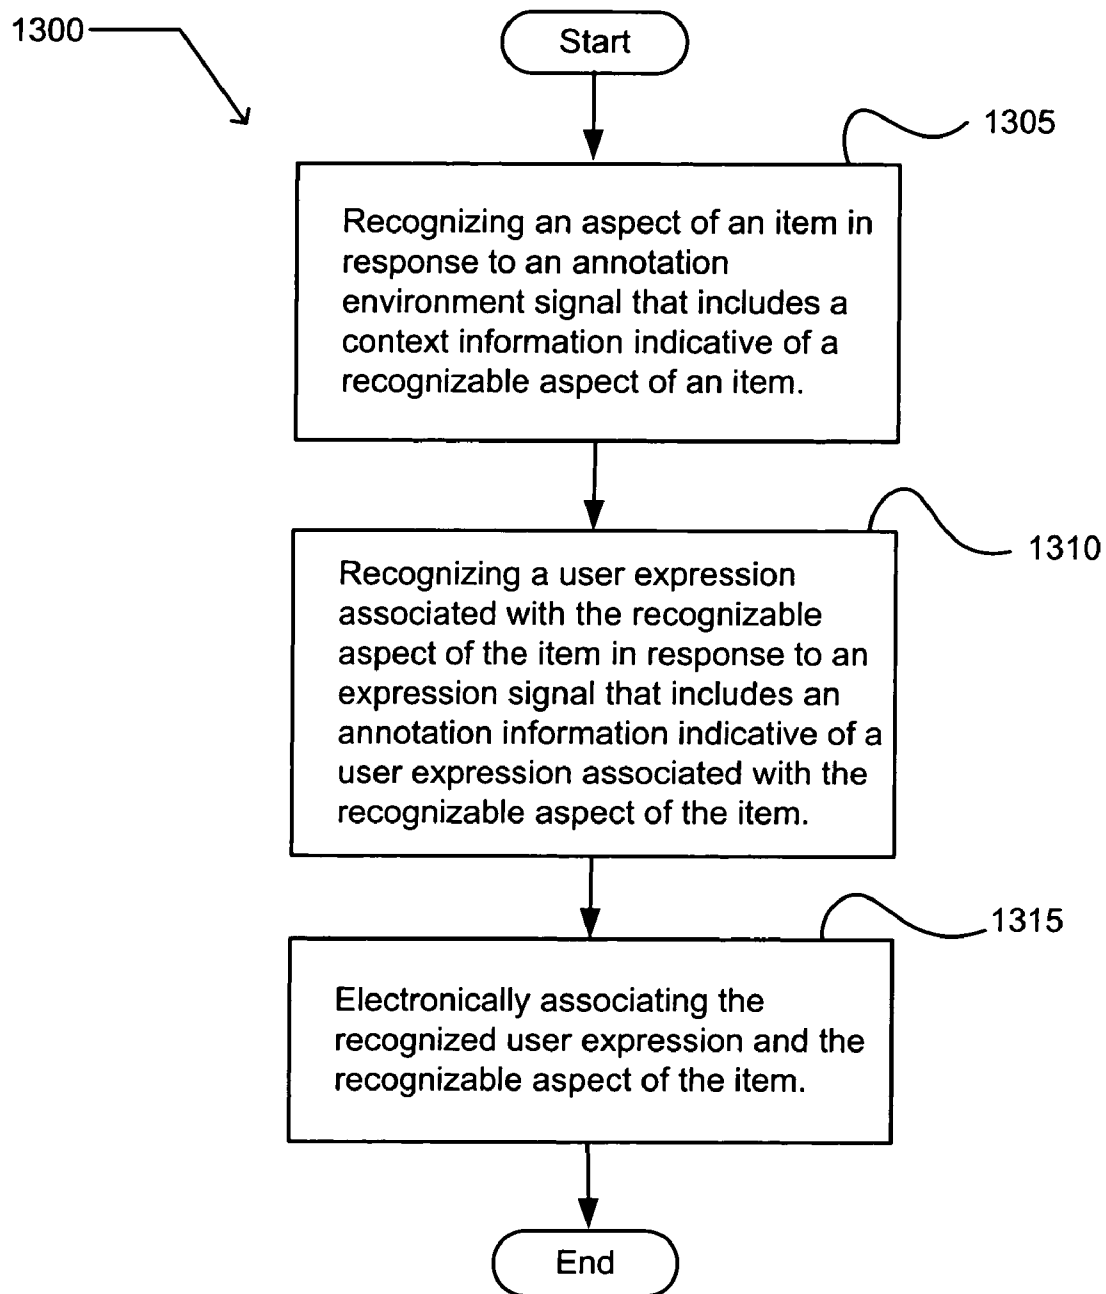 1300
Start
1305
Recognizing an aspect of an item in
response to an annotation
environment signal that includes a
context information indicative of a
recognizable aspect of an item.
1310
Recognizing a user expression
associated with the recognizable
aspect of the item in response to an
expression signal that includes an
annotation information indicative of a
user expression associated with the
recognizable aspect of the item.
1315
Electronically associating the
recognized user expression and the
recognizable aspect of the item.
End